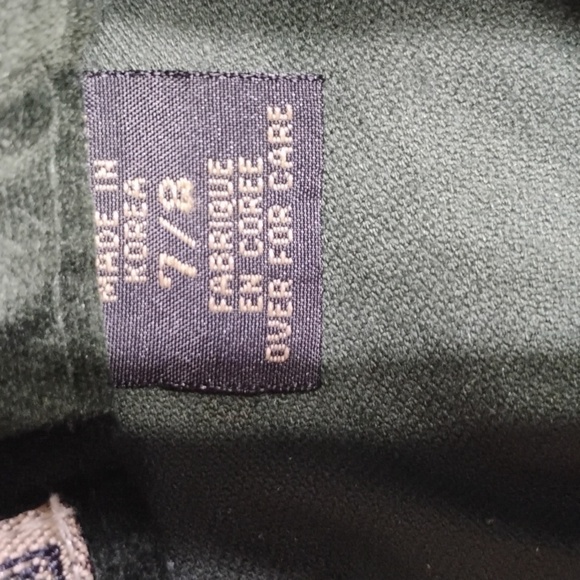 MADE IN
KOREA
7/8
FABRIQUE
EN COREE
OVER FOR CARE